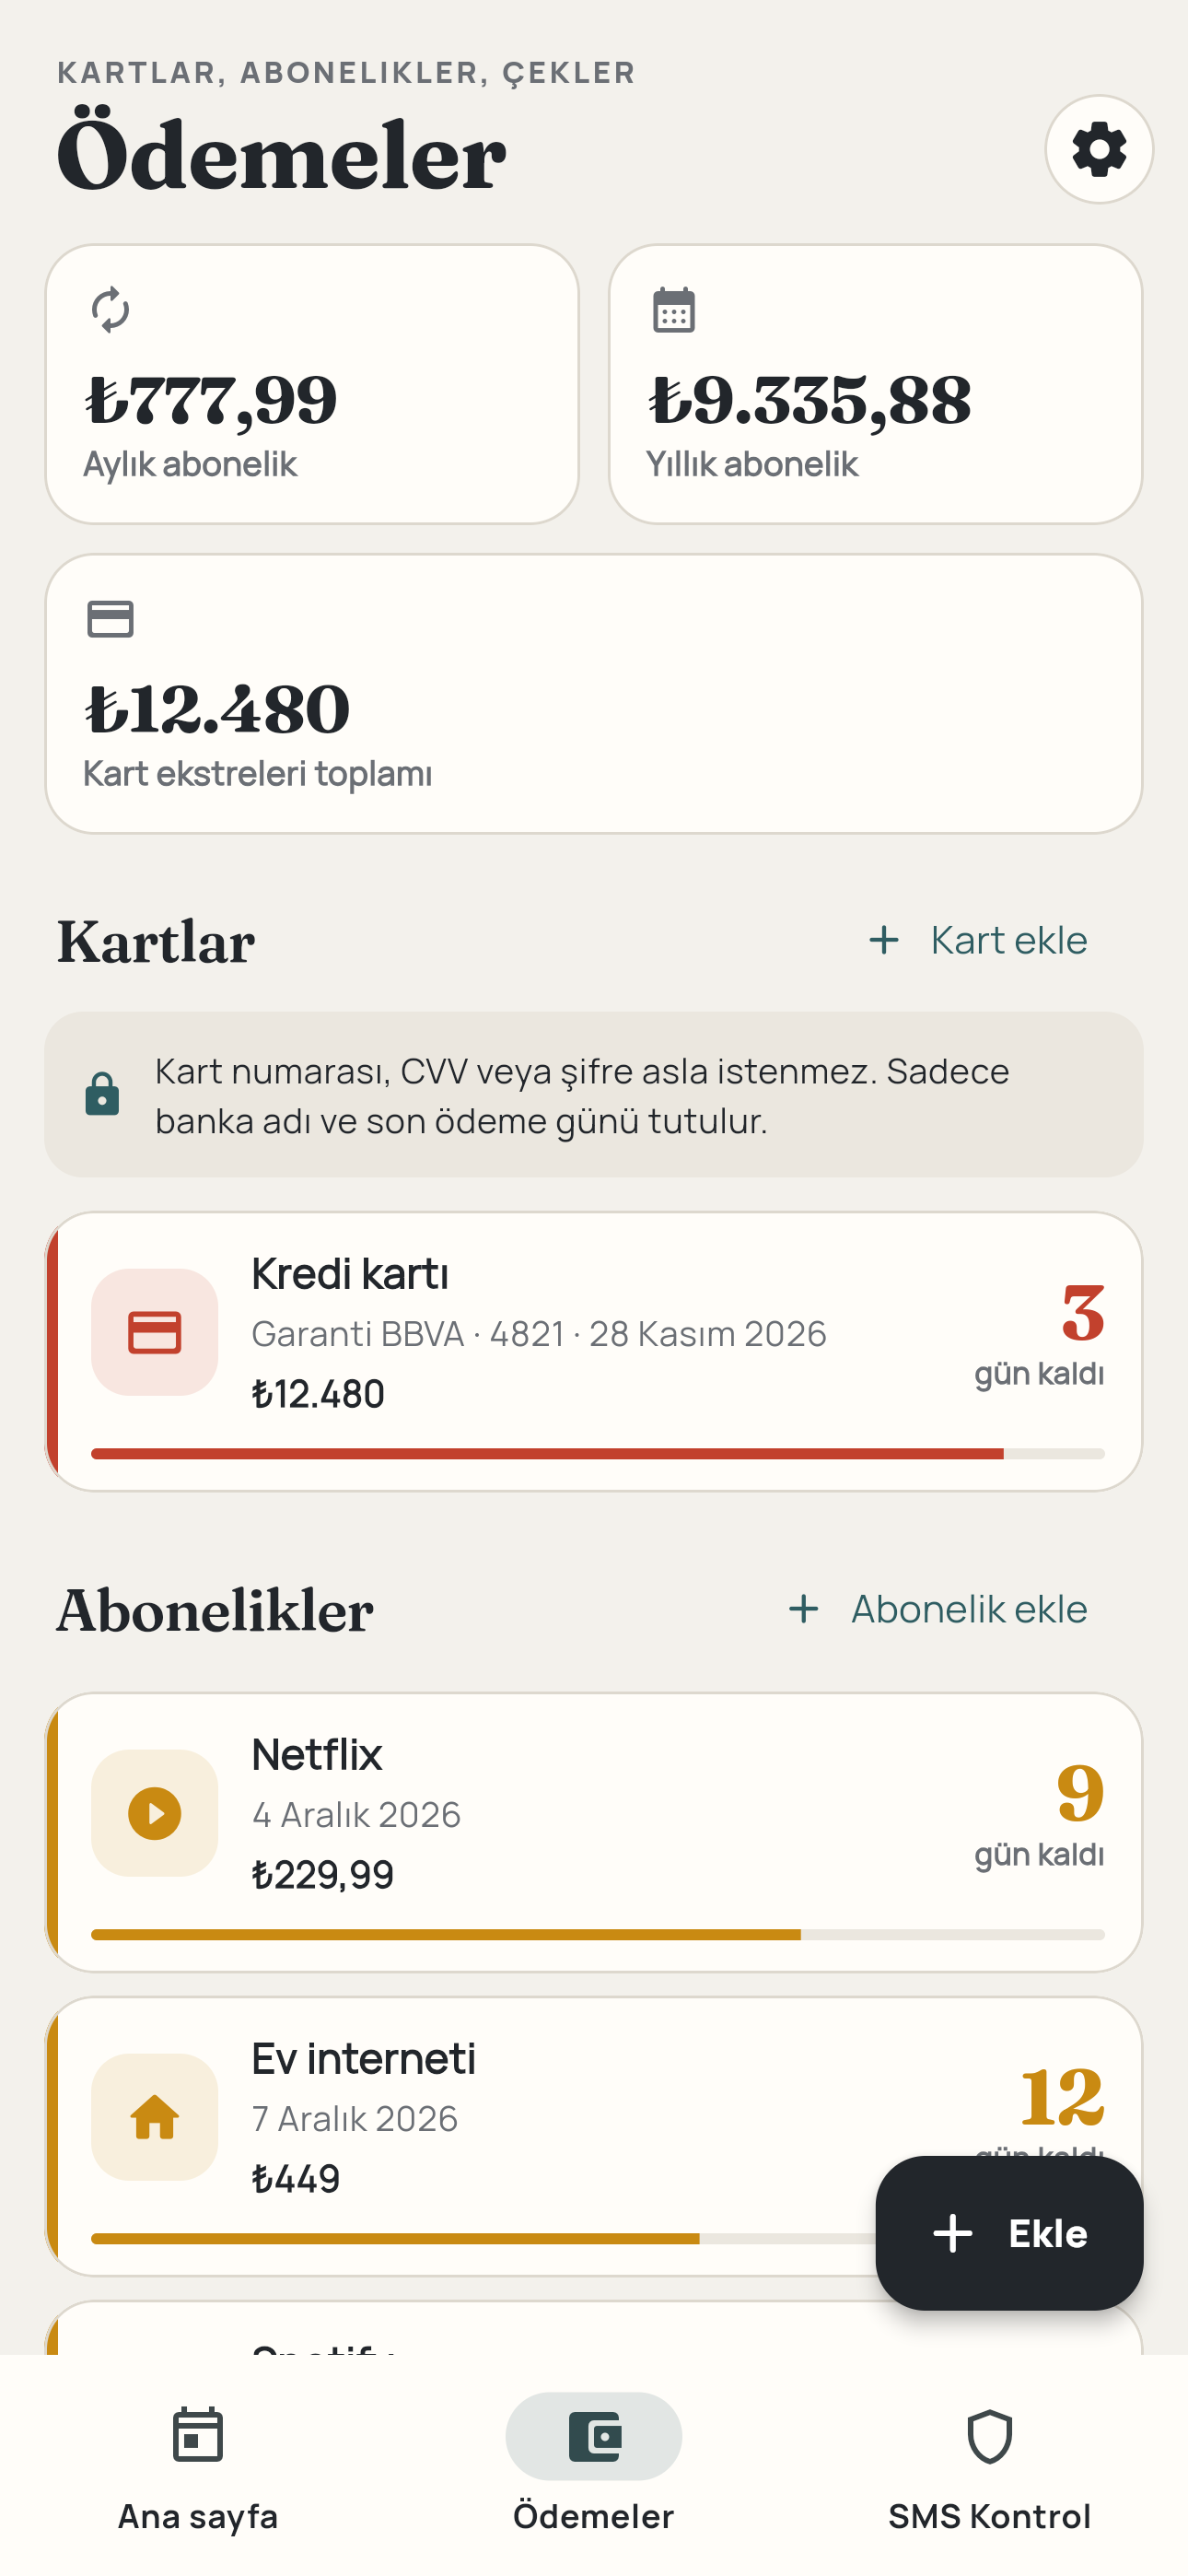 KARTLAR, ABONELIKLER, ÇEKLER
Ödemeler
₺777,99
Aylık abonelik
₺9.335,88
Yıllık abonelik
₺12.480
Kart ekstreleri toplamı
Kartlar
+ Kart ekle
Kart numarası, CVV veya şifre asla istenmez. Sadece
banka adı ve son ödeme günü tutulur.
Kredi kartı
Garanti BBVA · 4821 · 28 Kasım 2026
₺12.480
3
gün kaldı
Abonelikler
+ Abonelik ekle
Netflix
4 Aralık 2026
₺229,99
9
gün kaldı
Ev interneti
7 Aralık 2026
₺449
12
gün kaldı
+ Ekle
Ana sayfa
Ödemeler
SMS Kontrol